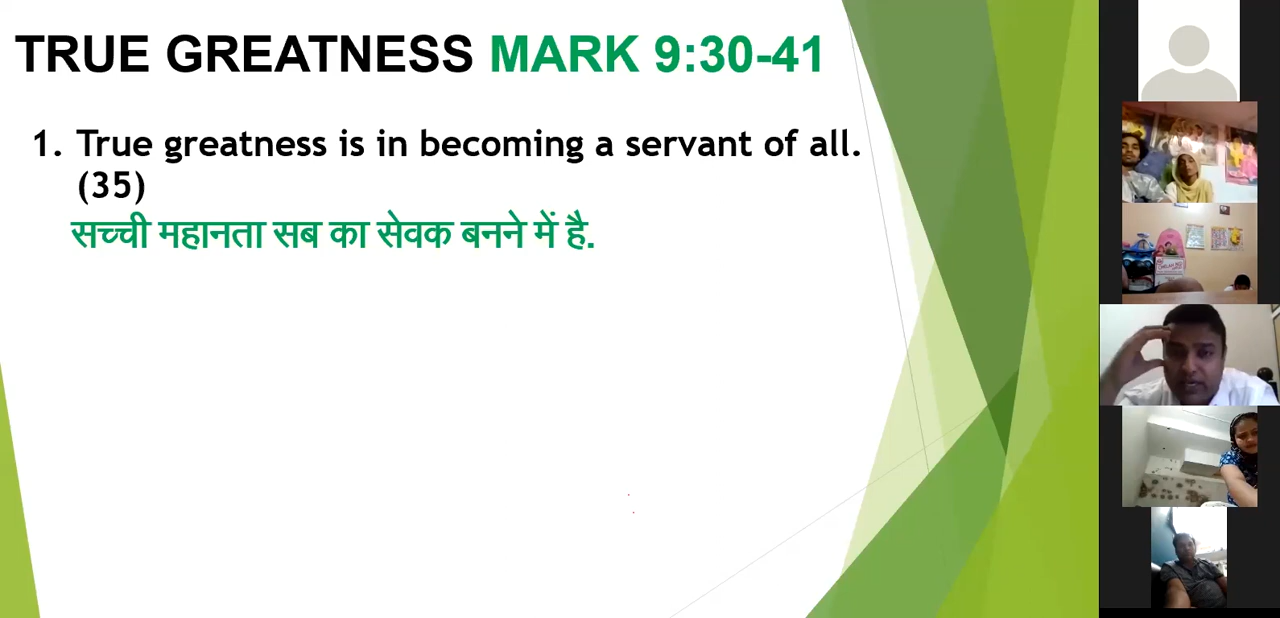 TRUE GREATNESS MARK 9:30-41
1. True greatness is in becoming a servant of all.
(35)
सच्ची महानता सब का सेवक बनने में है.